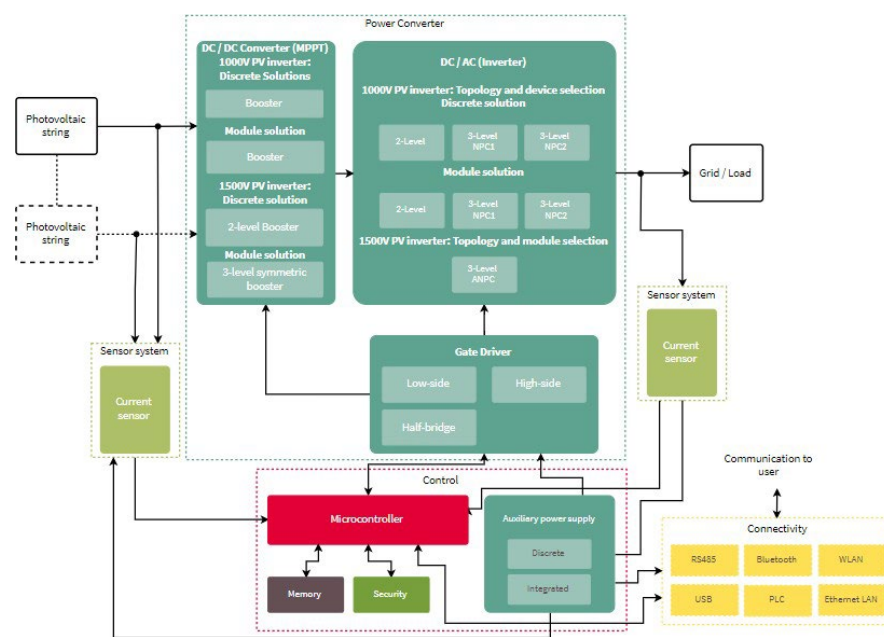 Power Converter
DC / DC Converter (MPPT)
1000V PV inverter:
Discrete Solutions
Booster
Module solution
Booster
1500V PV inverter:
Discrete solution
2-level Booster
Module solution
3-level symmetric
booster
DC / AC (Inverter)
1000V PV inverter: Topology and device selection
Discrete solution
2-Level
3-Level
NPC1
3-Level
NPC2
Module solution
2-Level
3-Level
NPC1
3-Level
NPC2
1500V PV inverter: Topology and module selection
3-Level
ANPC
Photovoltaic
string
Photovoltaic
string
Grid / Load
Sensor system
Current
sensor
Sensor system
Current
sensor
Gate Driver
Low-side
High-side
Half-bridge
Control
Microcontroller
Memory
Security
Auxiliary power supply
Discrete
Integrated
Communication to
user
Connectivity
RS485
Bluetooth
WLAN
USB
PLC
Ethernet LAN